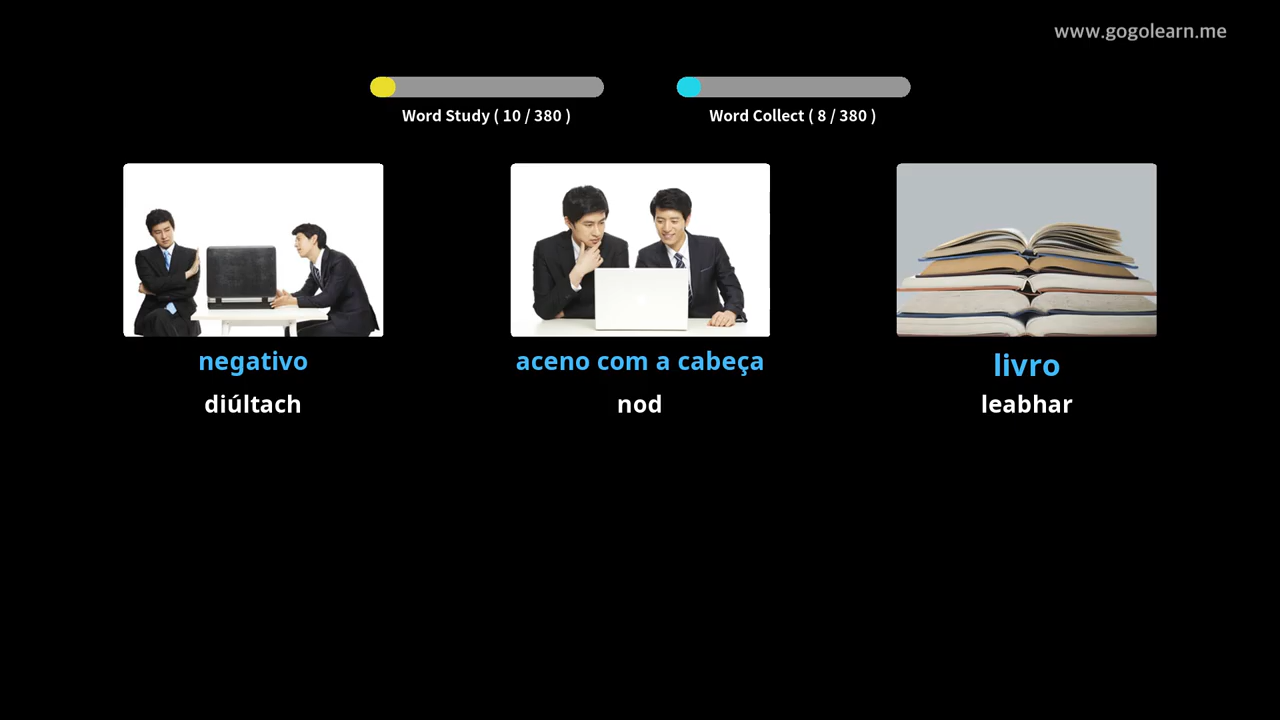 www.gogolearn.me
Word Study ( 10 / 380 )
Word Collect ( 8 / 380 )
negativo
diúltach
aceno com a cabeça
nod
livro
leabhar